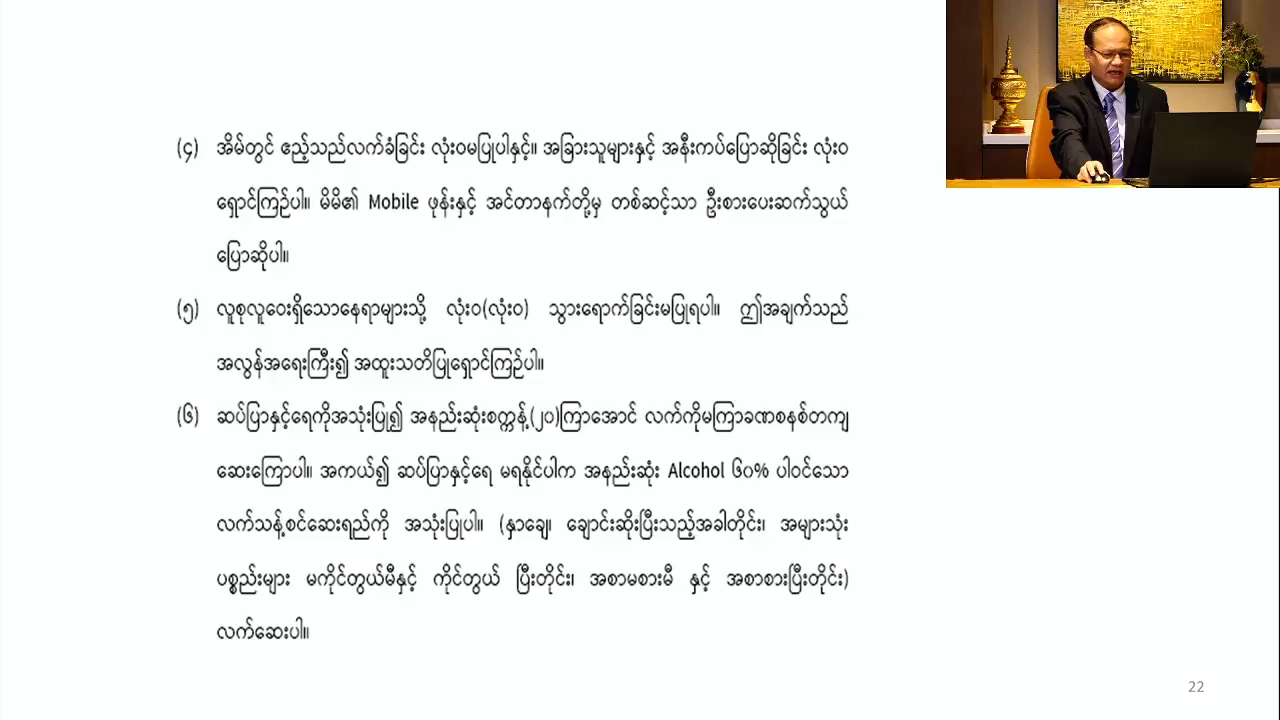 (၄) အိမ်တွင် ဧည့်သည်လက်ခံခြင်း လုံးဝမပြုပါနှင့်။ အခြားသူများနှင့် အနီးကပ်ပြောဆိုခြင်း လုံးဝ
ရှောင်ကြဉ်ပါ။ မိမိ၏ Mobile ဖုန်းနှင့် အင်တာနက်တို့မှ တစ်ဆင့်သာ ဦးစားပေးဆက်သွယ်
ပြောဆိုပါ။
(၅) လူစုလူဝေးရှိသောနေရာများသို့ လုံးဝ(လုံးဝ) သွားရောက်ခြင်းမပြုရပါ။ ဤအချက်သည်
အလွန်အရေးကြီး၍ အထူးသတိပြုရှောင်ကြဉ်ပါ။
(၆) ဆပ်ပြာနှင့်ရေကိုအသုံးပြု၍ အနည်းဆုံးစက္ကန့်(၂၀)ကြာအောင် လက်ကိုမကြာခဏစနစ်တကျ
ဆေးကြောပါ။ အကယ်၍ ဆပ်ပြာနှင့်ရေ မရနိုင်ပါက အနည်းဆုံး Alcohol ၆၀% ပါဝင်သော
လက်သန့်စင်ဆေးရည်ကို အသုံးပြုပါ။ (နှာချေ၊ ချောင်းဆိုးပြီးသည့်အခါတိုင်း၊ အများသုံး
ပစ္စည်းများ မကိုင်တွယ်မီနှင့် ကိုင်တွယ် ပြီးတိုင်း၊ အစာမစားမီ နှင့် အစာစားပြီးတိုင်း)
လက်ဆေးပါ။
22